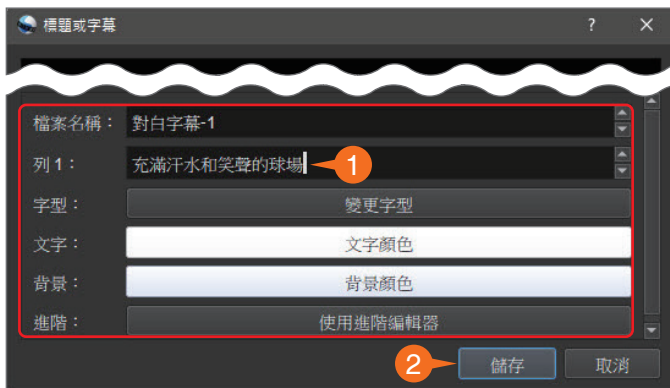 標題或字幕
檔案名稱：對白字幕-1
列 1：充滿汗水和笑聲的球場 1
字型：變更字型
文字：文字顏色
背景：背景顏色
進階：使用進階編輯器
2 儲存 取消